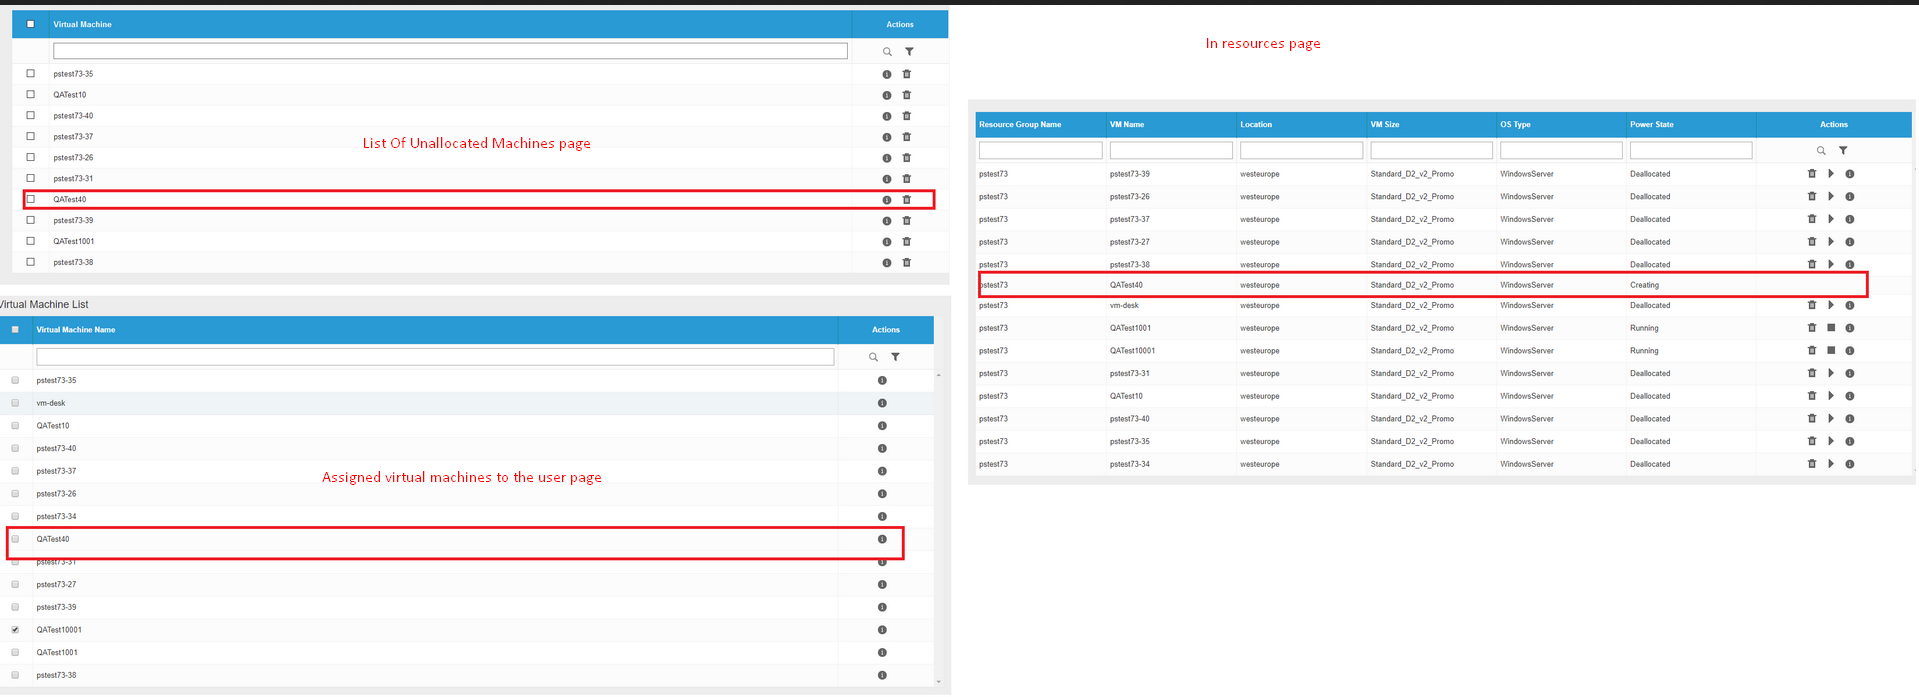 Virtual Machine Actions
pstest73-35
QATest10
pstest73-40
pstest73-37
List Of Unallocated Machines page
pstest73-26
pstest73-31
QATest40
pstest73-39
QATest1001
pstest73-38
Virtual Machine List
Virtual Machine Name Actions
pstest73-35
vm-desk
QATest10
pstest73-40
pstest73-37
Assigned virtual machines to the user page
pstest73-26
pstest73-34
QATest40
pstest73-31
pstest73-27
pstest73-39
QATest10001
QATest1001
pstest73-38
In resources page
Resource Group Name VM Name Location VM Size OS Type Power State Actions
pstest73 pstest73-39 westeurope Standard_D2_v2_Promo WindowsServer Deallocated
pstest73 pstest73-26 westeurope Standard_D2_v2_Promo WindowsServer Deallocated
pstest73 pstest73-37 westeurope Standard_D2_v2_Promo WindowsServer Deallocated
pstest73 pstest73-27 westeurope Standard_D2_v2_Promo WindowsServer Deallocated
pstest73 pstest73-38 westeurope Standard_D2_v2_Promo WindowsServer Deallocated
pstest73 QATest40 westeurope Standard_D2_v2_Promo WindowsServer Creating
pstest73 vm-desk westeurope Standard_D2_v2_Promo WindowsServer Deallocated
pstest73 QATest1001 westeurope Standard_D2_v2_Promo WindowsServer Running
pstest73 QATest10001 westeurope Standard_D2_v2_Promo WindowsServer Running
pstest73 pstest73-31 westeurope Standard_D2_v2_Promo WindowsServer Deallocated
pstest73 QATest10 westeurope Standard_D2_v2_Promo WindowsServer Deallocated
pstest73 pstest73-40 westeurope Standard_D2_v2_Promo WindowsServer Deallocated
pstest73 pstest73-35 westeurope Standard_D2_v2_Promo WindowsServer Deallocated
pstest73 pstest73-34 westeurope Standard_D2_v2_Promo WindowsServer Deallocated